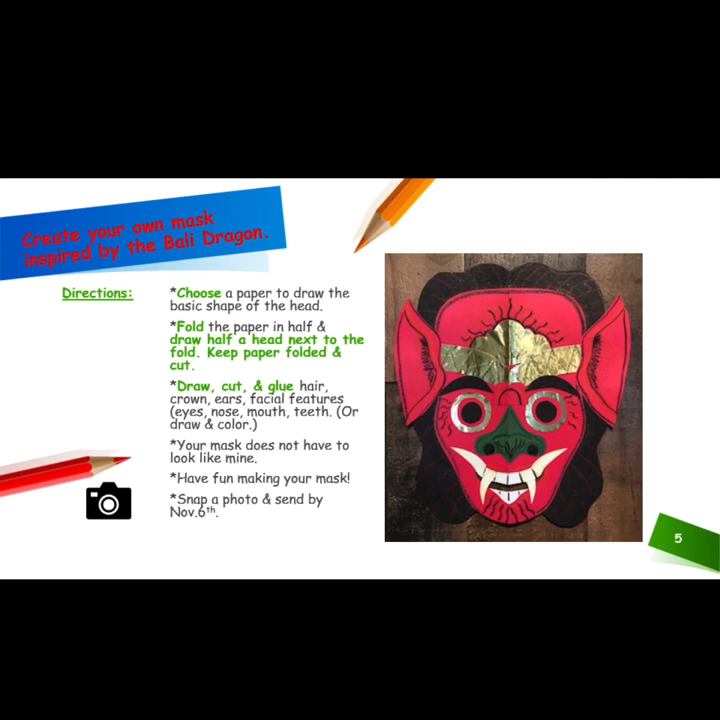 Create your own mask
inspired by the Bali Dragon.
Directions:
*Choose a paper to draw the
basic shape of the head.
*Fold the paper in half &
draw half a head next to the
fold. Keep paper folded &
cut.
*Draw, cut, & glue hair,
crown, ears, facial features
(eyes, nose, mouth, teeth. (Or
draw & color.)
*Your mask does not have to
look like mine.
*Have fun making your mask!
*Snap a photo & send by
Nov.6th.
5